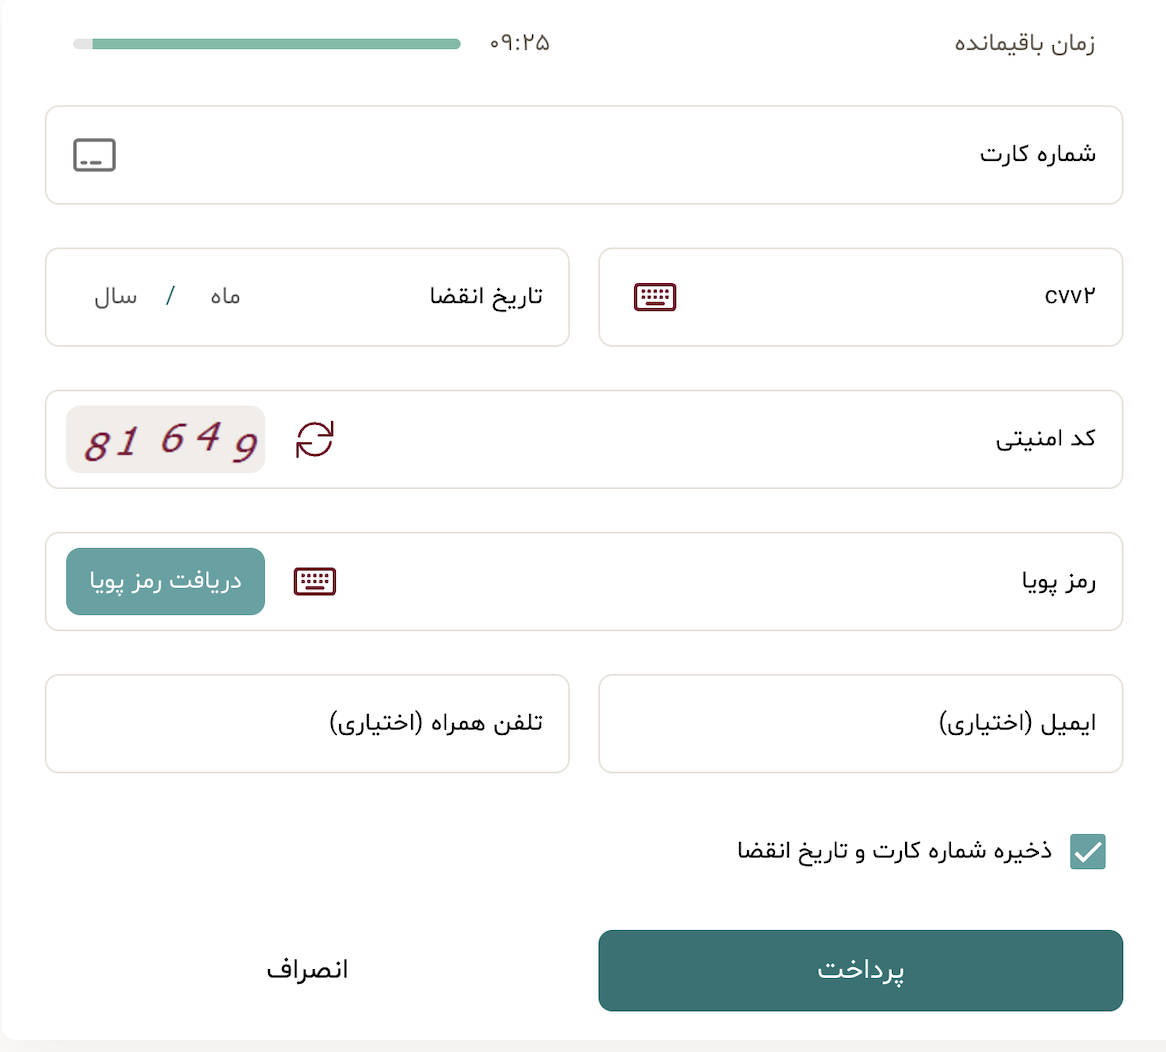 زمان باقیمانده ۰۹:۲۵
شماره کارت
cvv۲
تاریخ انقضا ماه / سال
کد امنیتی 81649
رمز پویا دریافت رمز پویا
ایمیل (اختیاری)
تلفن همراه (اختیاری)
ذخیره شماره کارت و تاریخ انقضا
پرداخت
انصراف